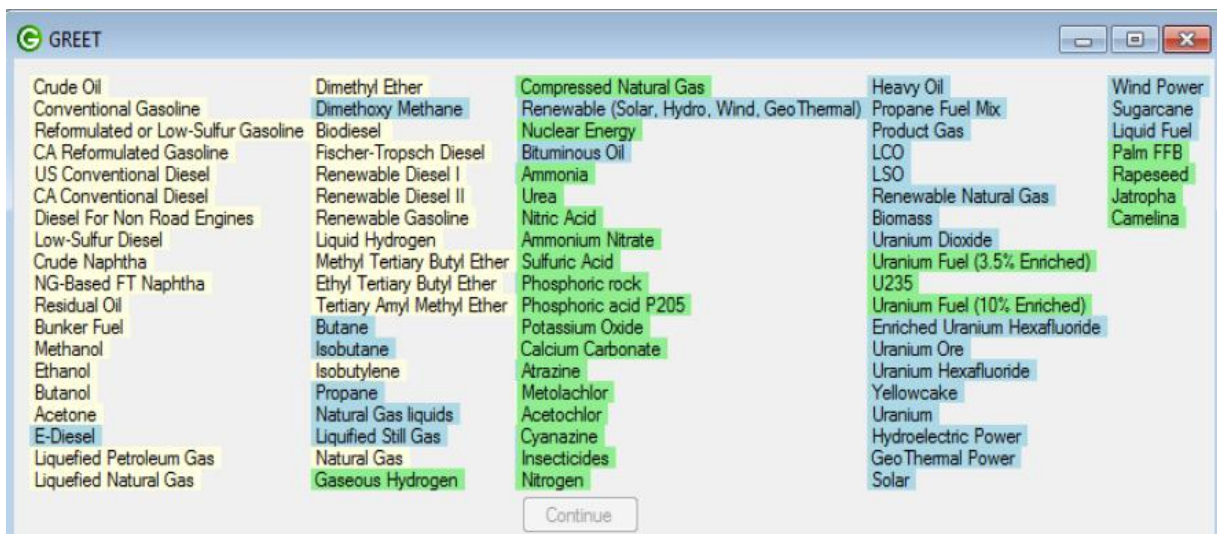 GREET
Crude Oil
Conventional Gasoline
Reformulated or Low-Sulfur Gasoline
CA Reformulated Gasoline
US Conventional Diesel
CA Conventional Diesel
Diesel For Non Road Engines
Low-Sulfur Diesel
Crude Naphtha
NG-Based FT Naphtha
Residual Oil
Bunker Fuel
Methanol
Ethanol
Butanol
Acetone
E-Diesel
Liquefied Petroleum Gas
Liquefied Natural Gas
Dimethyl Ether
Dimethoxy Methane
Biodiesel
Fischer-Tropsch Diesel
Renewable Diesel I
Renewable Diesel II
Renewable Gasoline
Liquid Hydrogen
Methyl Tertiary Butyl Ether
Ethyl Tertiary Butyl Ether
Tertiary Amyl Methyl Ether
Butane
Isobutane
Isobutylene
Propane
Natural Gas liquids
Liquified Still Gas
Natural Gas
Gaseous Hydrogen
Compressed Natural Gas
Renewable (Solar, Hydro, Wind, GeoThermal)
Nuclear Energy
Bituminous Oil
Ammonia
Urea
Nitric Acid
Ammonium Nitrate
Sulfuric Acid
Phosphoric rock
Phosphoric acid P205
Potassium Oxide
Calcium Carbonate
Atrazine
Metolachlor
Acetochlor
Cyanazine
Insecticides
Nitrogen
Heavy Oil
Propane Fuel Mix
Product Gas
LCO
LSO
Renewable Natural Gas
Biomass
Uranium Dioxide
Uranium Fuel (3.5% Enriched)
U235
Uranium Fuel (10% Enriched)
Enriched Uranium Hexafluoride
Uranium Ore
Uranium Hexafluoride
Yellowcake
Uranium
Hydroelectric Power
GeoThermal Power
Solar
Wind Power
Sugarcane
Liquid Fuel
Palm FFB
Rapeseed
Jatropha
Camelina
Continue